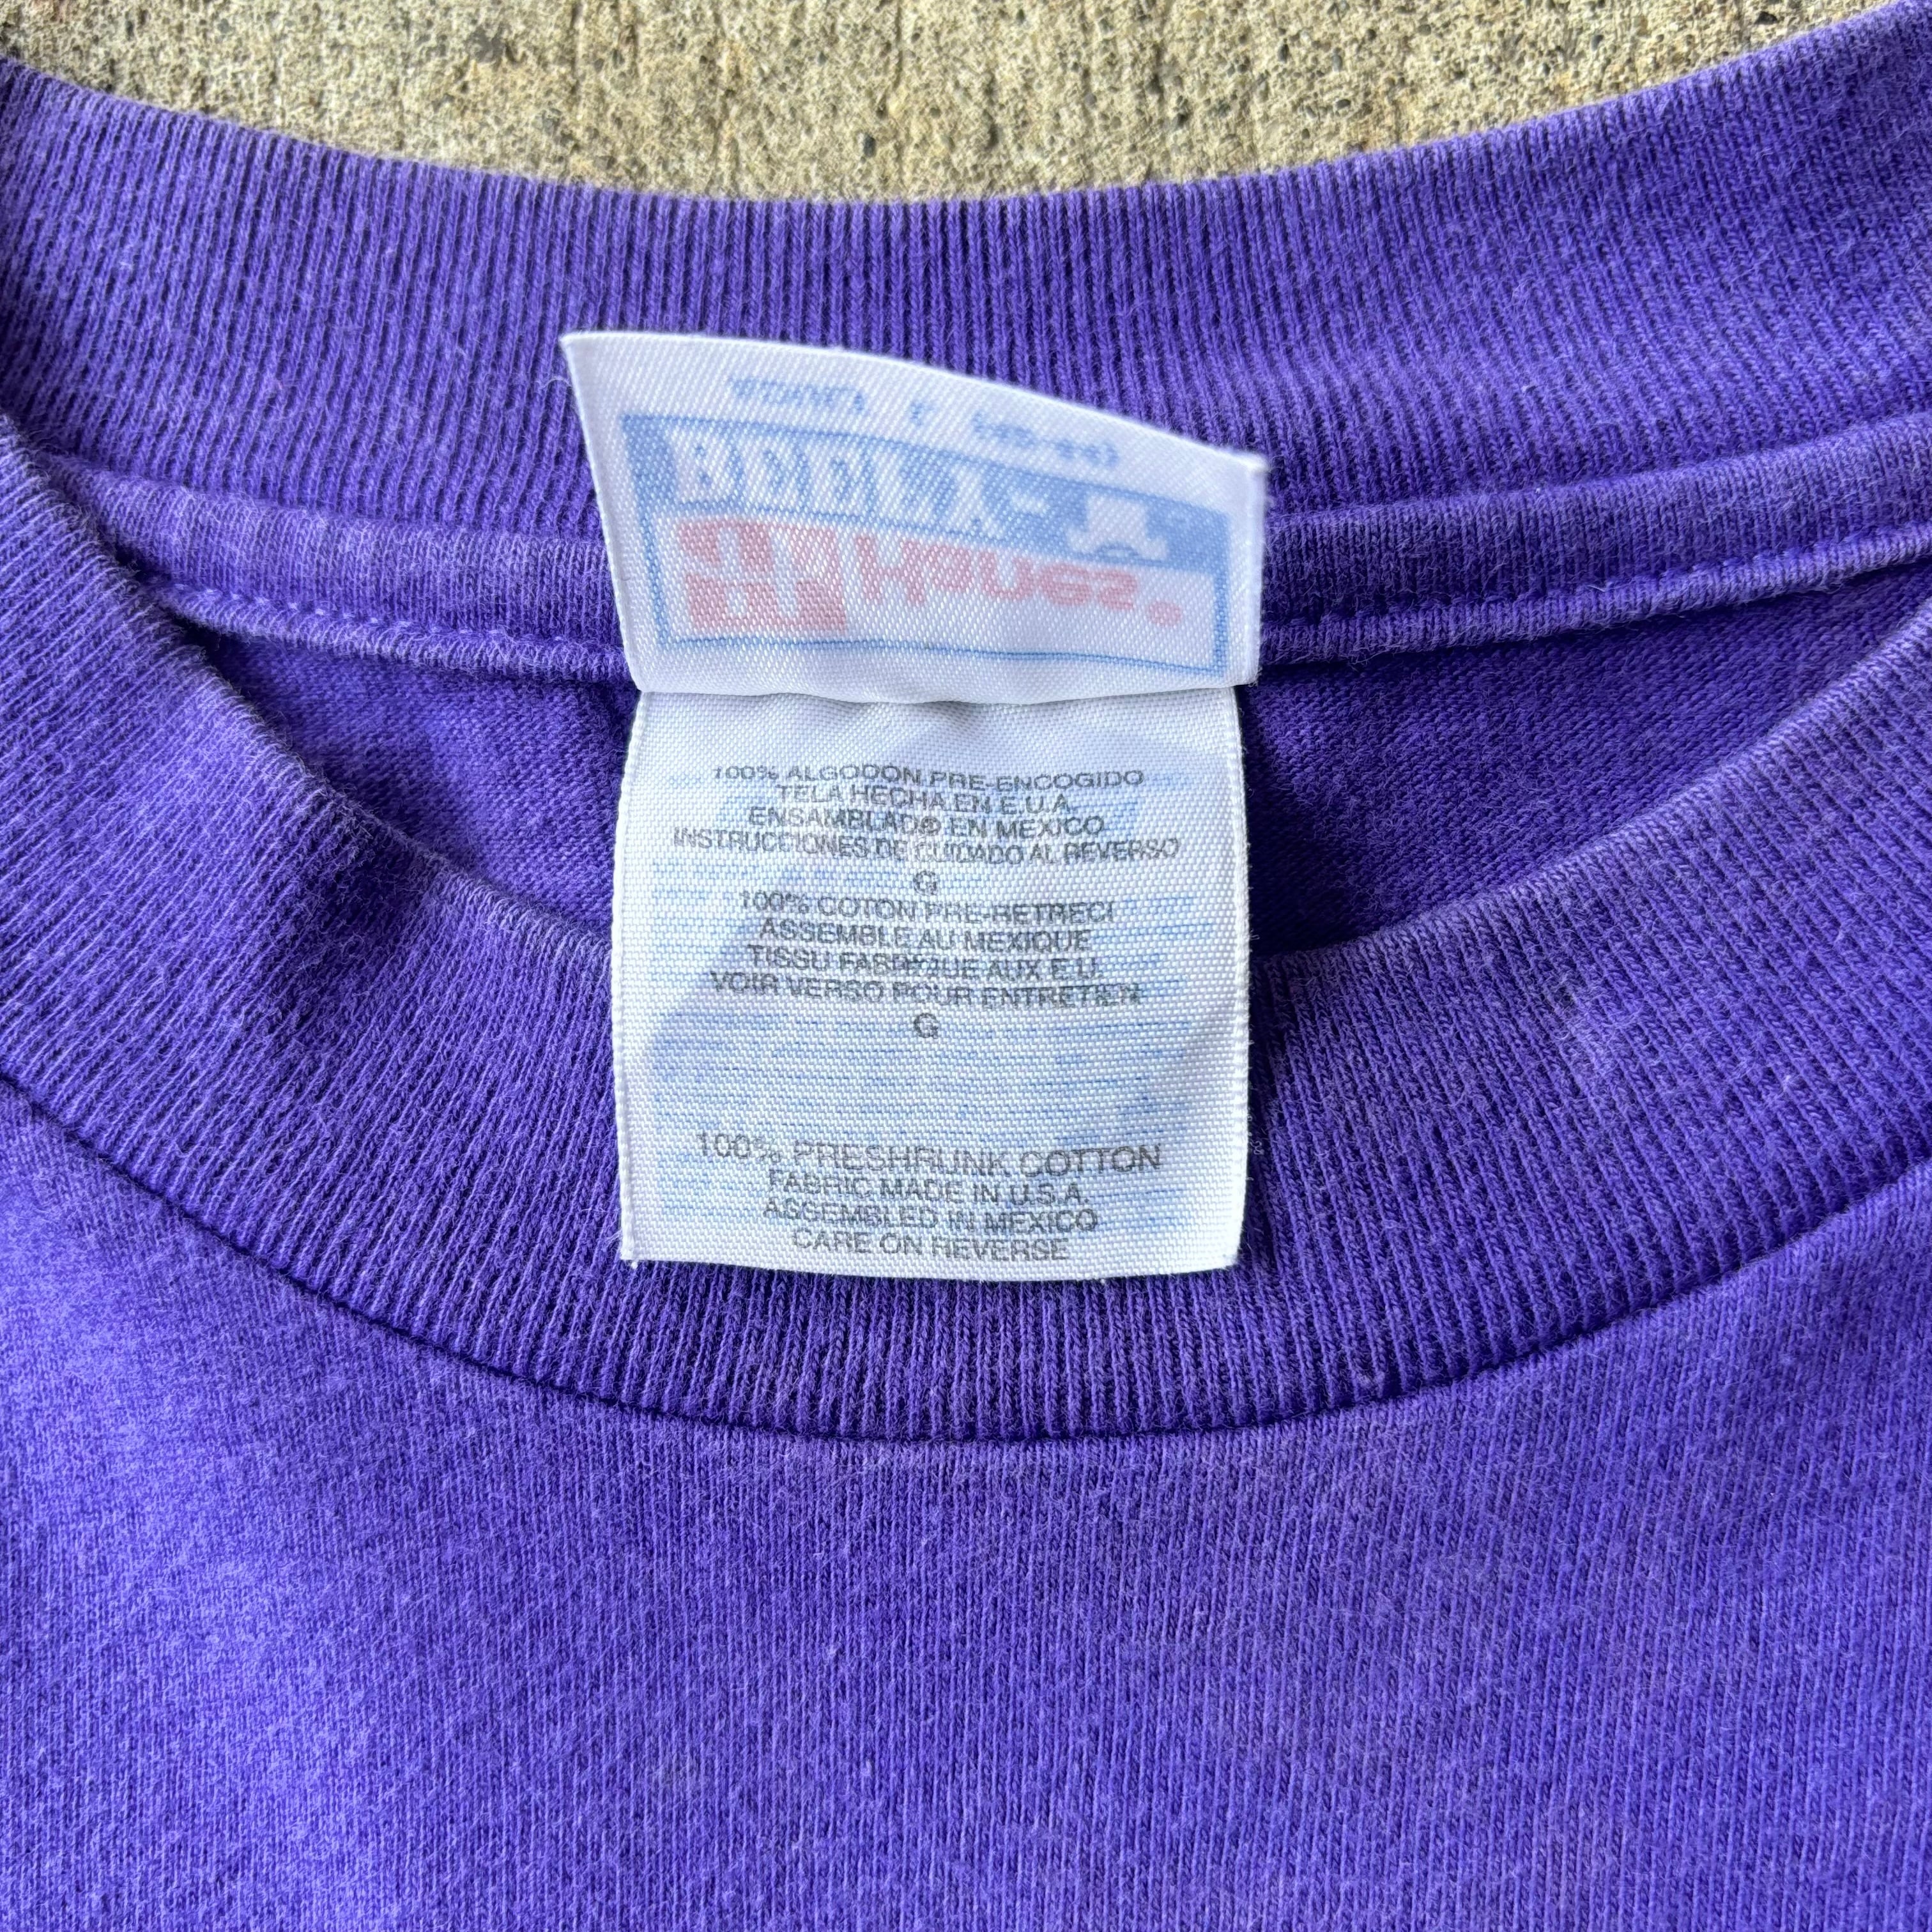 BEEFY-T
Hanes
100% ALGODON PRE-ENCOGIDO
TELA HECHA EN E.U.A.
ENSAMBLADO EN MEXICO
INSTRUCCIONES DE CUIDADO AL REVERSO
G
100% COTON PRE-RETRECI
ASSEMBLE AU MEXIQUE
TISSU FABRIQUE AUX E.U.
VOIR VERSO POUR ENTRETIEN
G
100% PRESHRUNK COTTON
FABRIC MADE IN U.S.A.
ASSEMBLED IN MEXICO
CARE ON REVERSE